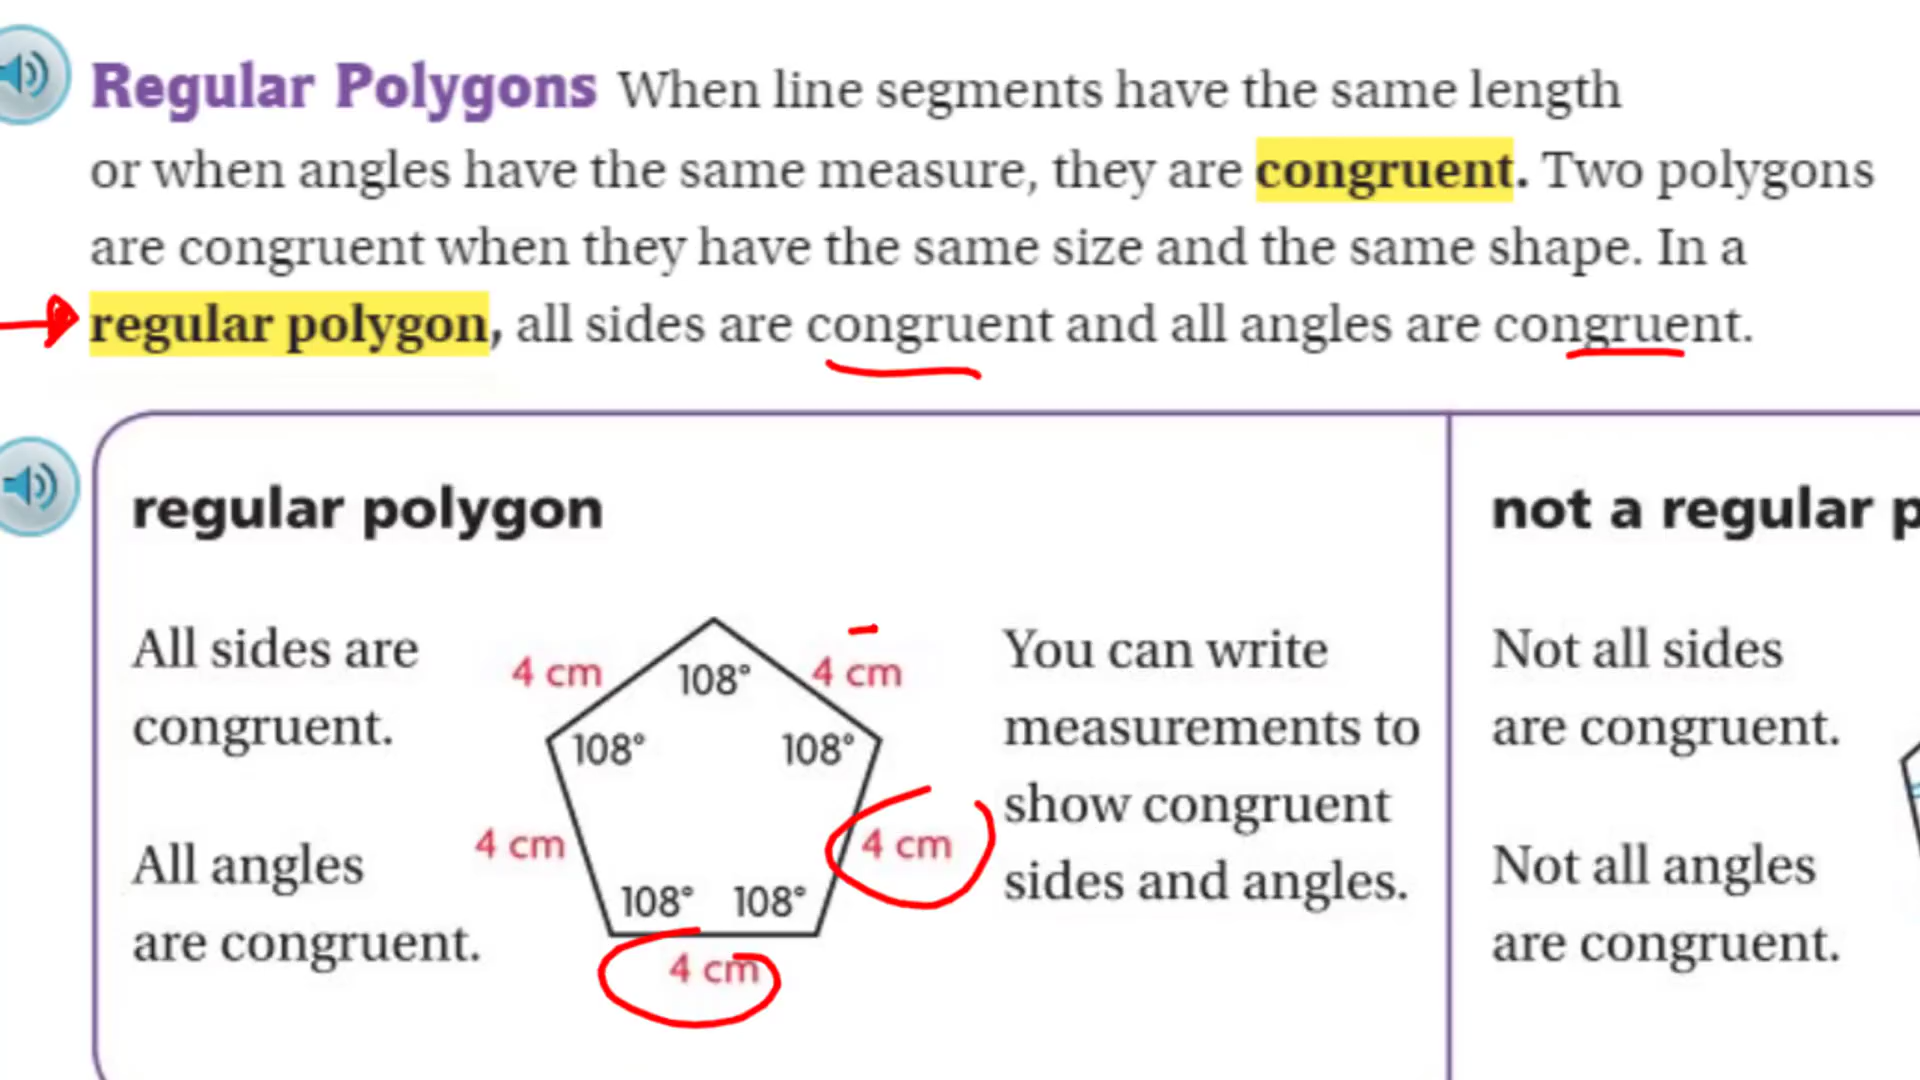 Regular Polygons When line segments have the same length
or when angles have the same measure, they are congruent. Two polygons
are congruent when they have the same size and the same shape. In a
regular polygon, all sides are congruent and all angles are congruent.
regular polygon
All sides are
congruent.
All angles
are congruent.
4 cm
4 cm
108°
108°
108°
4 cm
4 cm
108°
108°
4 cm
You can write
measurements to
show congruent
sides and angles.
not a regular p
Not all sides
are congruent.
Not all angles
are congruent.